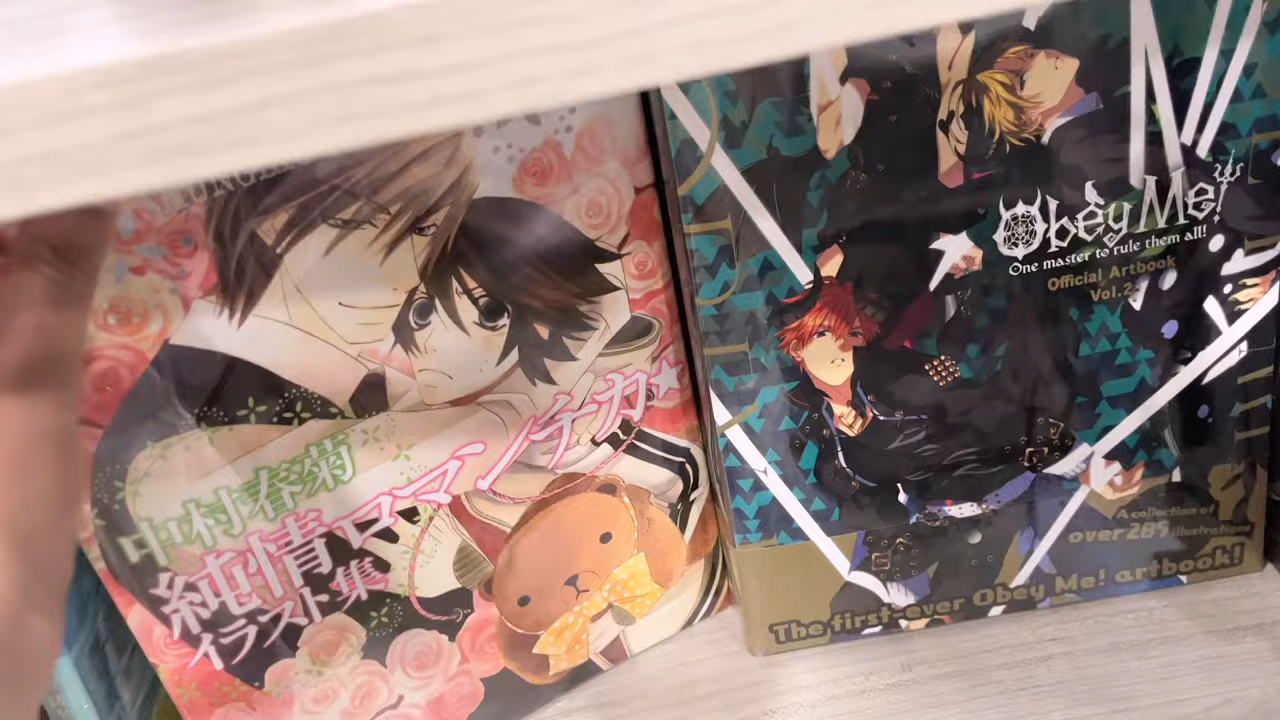 中村春菊
純情ロマンチカ★
イラスト集
Obey Me!
One master to rule them all!
Official Artbook
Vol.2
A collection of
over 285 illustrations
The first-ever Obey Me! artbook!